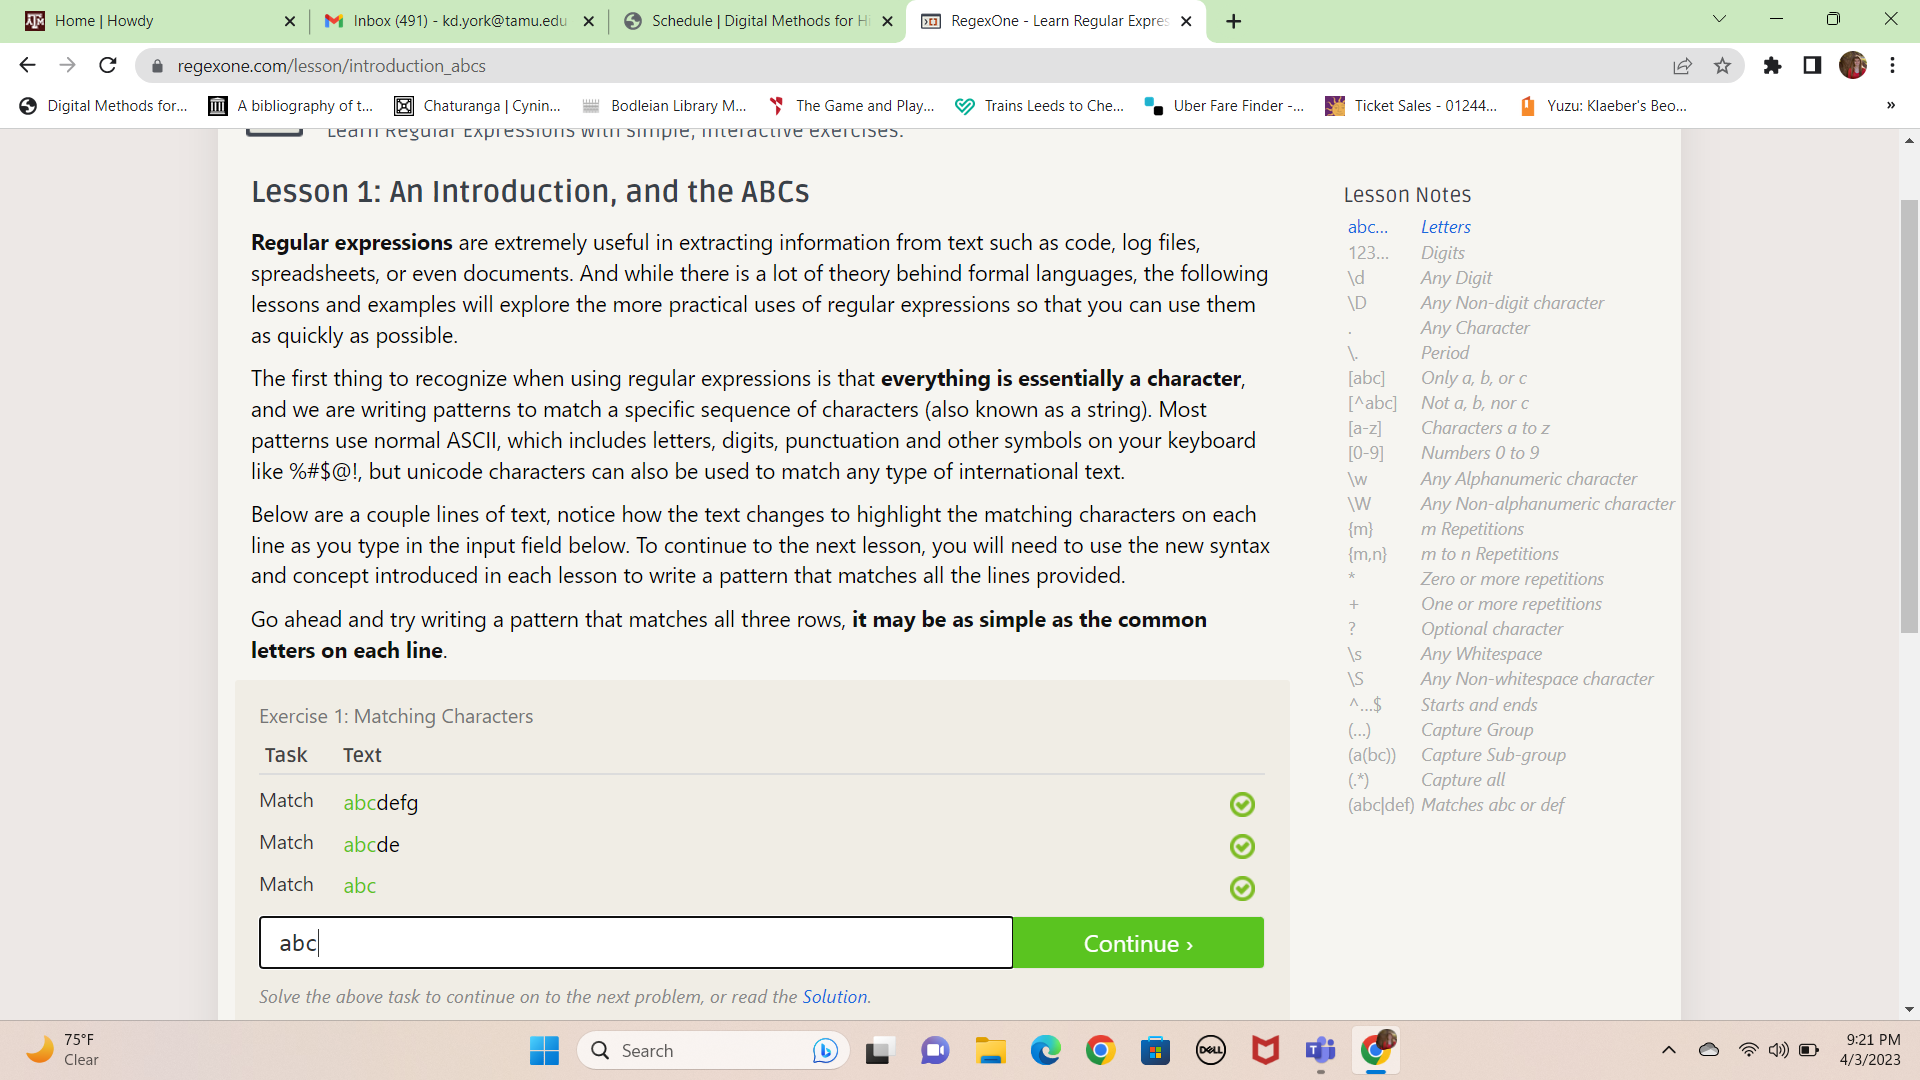 Home | Howdy
Inbox (491) - kd.york@tamu.edu
Schedule | Digital Methods for Hi
RegexOne - Learn Regular Expres
regexone.com/lesson/introduction_abcs
Digital Methods for...
A bibliography of t...
Chaturanga | Cynin...
Bodleian Library M...
The Game and Play...
Trains Leeds to Che...
Uber Fare Finder -...
Ticket Sales - 01244...
Yuzu: Klaeber's Beo...
»
Learn Regular Expressions with simple, interactive exercises.
Lesson 1: An Introduction, and the ABCs
Regular expressions are extremely useful in extracting information from text such as code, log files,
spreadsheets, or even documents. And while there is a lot of theory behind formal languages, the following
lessons and examples will explore the more practical uses of regular expressions so that you can use them
as quickly as possible.
The first thing to recognize when using regular expressions is that everything is essentially a character,
and we are writing patterns to match a specific sequence of characters (also known as a string). Most
patterns use normal ASCII, which includes letters, digits, punctuation and other symbols on your keyboard
like %#$@!, but unicode characters can also be used to match any type of international text.
Below are a couple lines of text, notice how the text changes to highlight the matching characters on each
line as you type in the input field below. To continue to the next lesson, you will need to use the new syntax
and concept introduced in each lesson to write a pattern that matches all the lines provided.
Go ahead and try writing a pattern that matches all three rows, it may be as simple as the common
letters on each line.
Exercise 1: Matching Characters
Task Text
Match abcdefg
Match abcde
Match abc
abc
Continue ›
Solve the above task to continue on to the next problem, or read the Solution.
Lesson Notes
abc... Letters
123... Digits
\d Any Digit
\D Any Non-digit character
. Any Character
\. Period
[abc] Only a, b, or c
[^abc] Not a, b, nor c
[a-z] Characters a to z
[0-9] Numbers 0 to 9
\w Any Alphanumeric character
\W Any Non-alphanumeric character
{m} m Repetitions
{m,n} m to n Repetitions
* Zero or more repetitions
+ One or more repetitions
? Optional character
\s Any Whitespace
\S Any Non-whitespace character
^...$ Starts and ends
(...) Capture Group
(a(bc)) Capture Sub-group
(.*) Capture all
(abc|def) Matches abc or def
75°F
Clear
Search
DELL
9:21 PM
4/3/2023